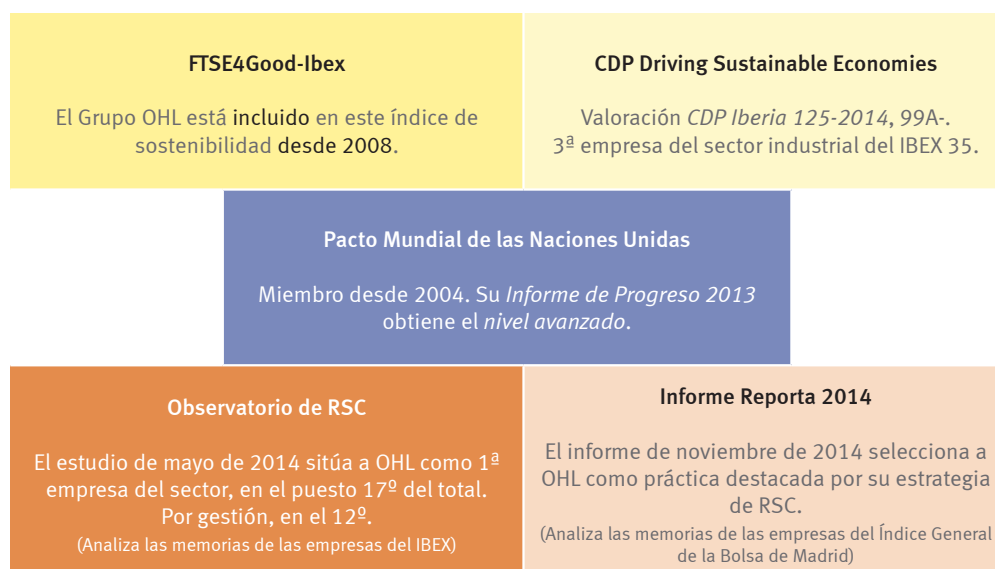 FTSE4Good-Ibex
El Grupo OHL está incluido en este índice de
sostenibilidad desde 2008.
CDP Driving Sustainable Economies
Valoración CDP Iberia 125-2014, 99A-.
3ª empresa del sector industrial del IBEX 35.
Pacto Mundial de las Naciones Unidas
Miembro desde 2004. Su Informe de Progreso 2013
obtiene el nivel avanzado.
Observatorio de RSC
El estudio de mayo de 2014 sitúa a OHL como 1ª
empresa del sector, en el puesto 17º del total.
Por gestión, en el 12º.
(Analiza las memorias de las empresas del IBEX)
Informe Reporta 2014
El informe de noviembre de 2014 selecciona a
OHL como práctica destacada por su estrategia
de RSC.
(Analiza las memorias de las empresas del Índice General
de la Bolsa de Madrid)